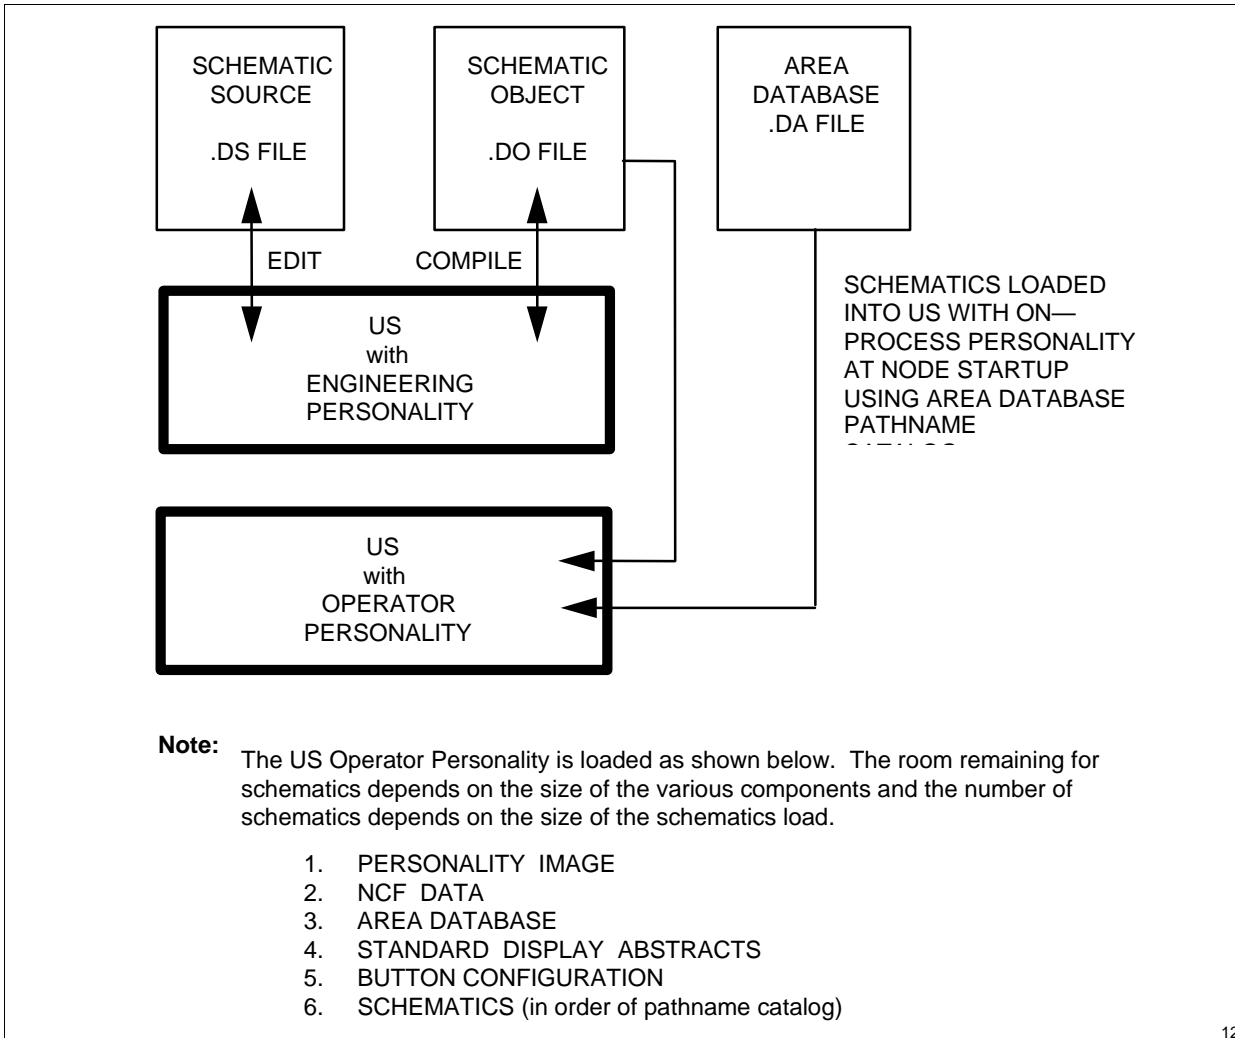 SCHEMATIC
SOURCE
.DS FILE
SCHEMATIC
OBJECT
.DO FILE
AREA
DATABASE
.DA FILE
EDIT
COMPILE
US
with
ENGINEERING
PERSONALITY
SCHEMATICS LOADED
INTO US WITH ON—
PROCESS PERSONALITY
AT NODE STARTUP
USING AREA DATABASE
PATHNAME
US
with
OPERATOR
PERSONALITY
Note:
The US Operator Personality is loaded as shown below. The room remaining for
schematics depends on the size of the various components and the number of
schematics depends on the size of the schematics load.
1. PERSONALITY IMAGE
2. NCF DATA
3. AREA DATABASE
4. STANDARD DISPLAY ABSTRACTS
5. BUTTON CONFIGURATION
6. SCHEMATICS (in order of pathname catalog)
12